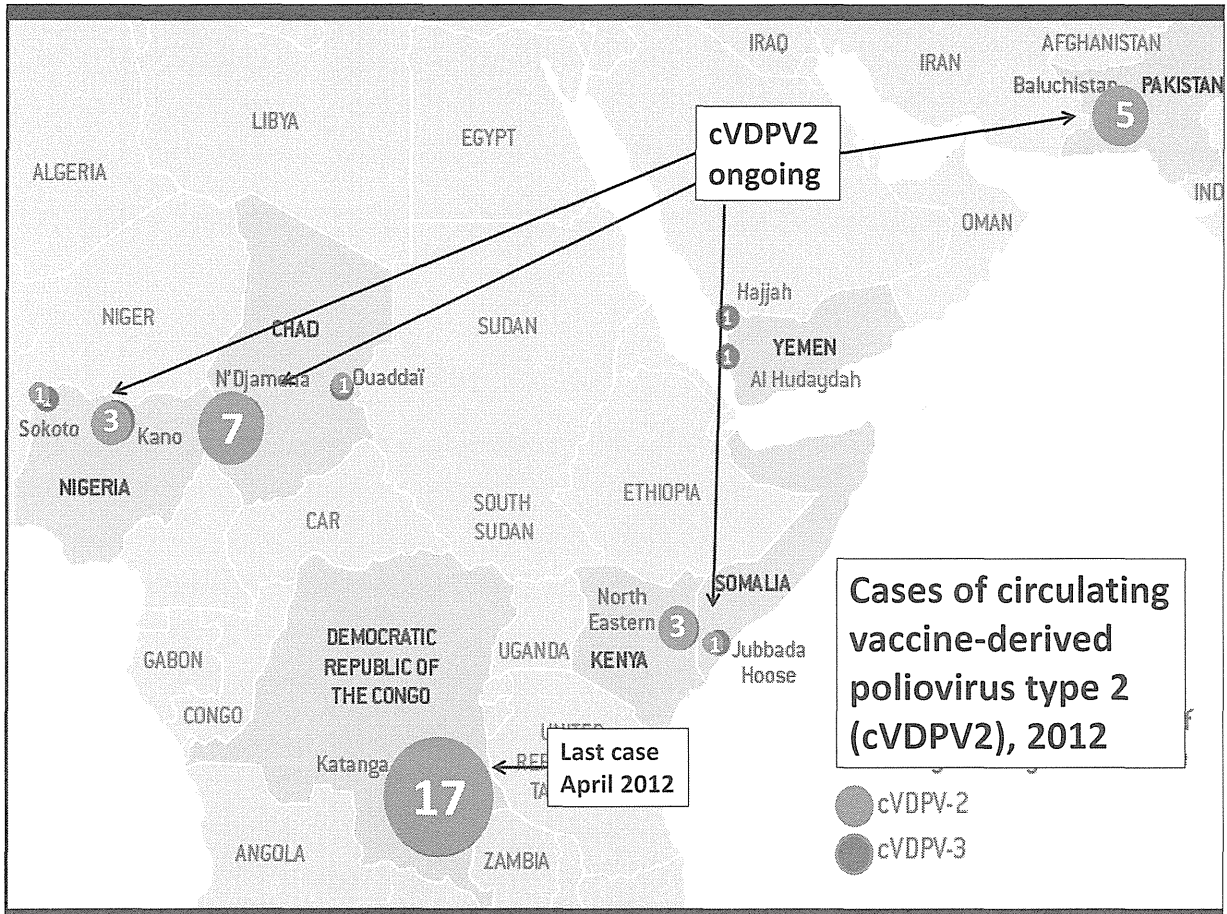 IRAQ
AFGHANISTAN
IRAN
Baluchistan
PAKISTAN
5
LIBYA
EGYPT
cVDPV2
ongoing
ALGERIA
IND
OMAN
Hajjah
NIGER
CHAD
SUDAN
1
YEMEN
1
Al Hudaydah
N'Djamena
1
Ouaddaï
1
1
Sokoto
3
Kano
7
NIGERIA
ETHIOPIA
SOUTH
SUDAN
CAR
SOMALIA
North
Eastern
3
KENYA
1
Jubbada
Hoose
UGANDA
DEMOCRATIC
REPUBLIC OF
THE CONGO
GABON
CONGO
Cases of circulating
vaccine-derived
poliovirus type 2
(cVDPV2), 2012
UNITED
Katanga
Last case
April 2012
17
cVDPV-2
cVDPV-3
ANGOLA
ZAMBIA